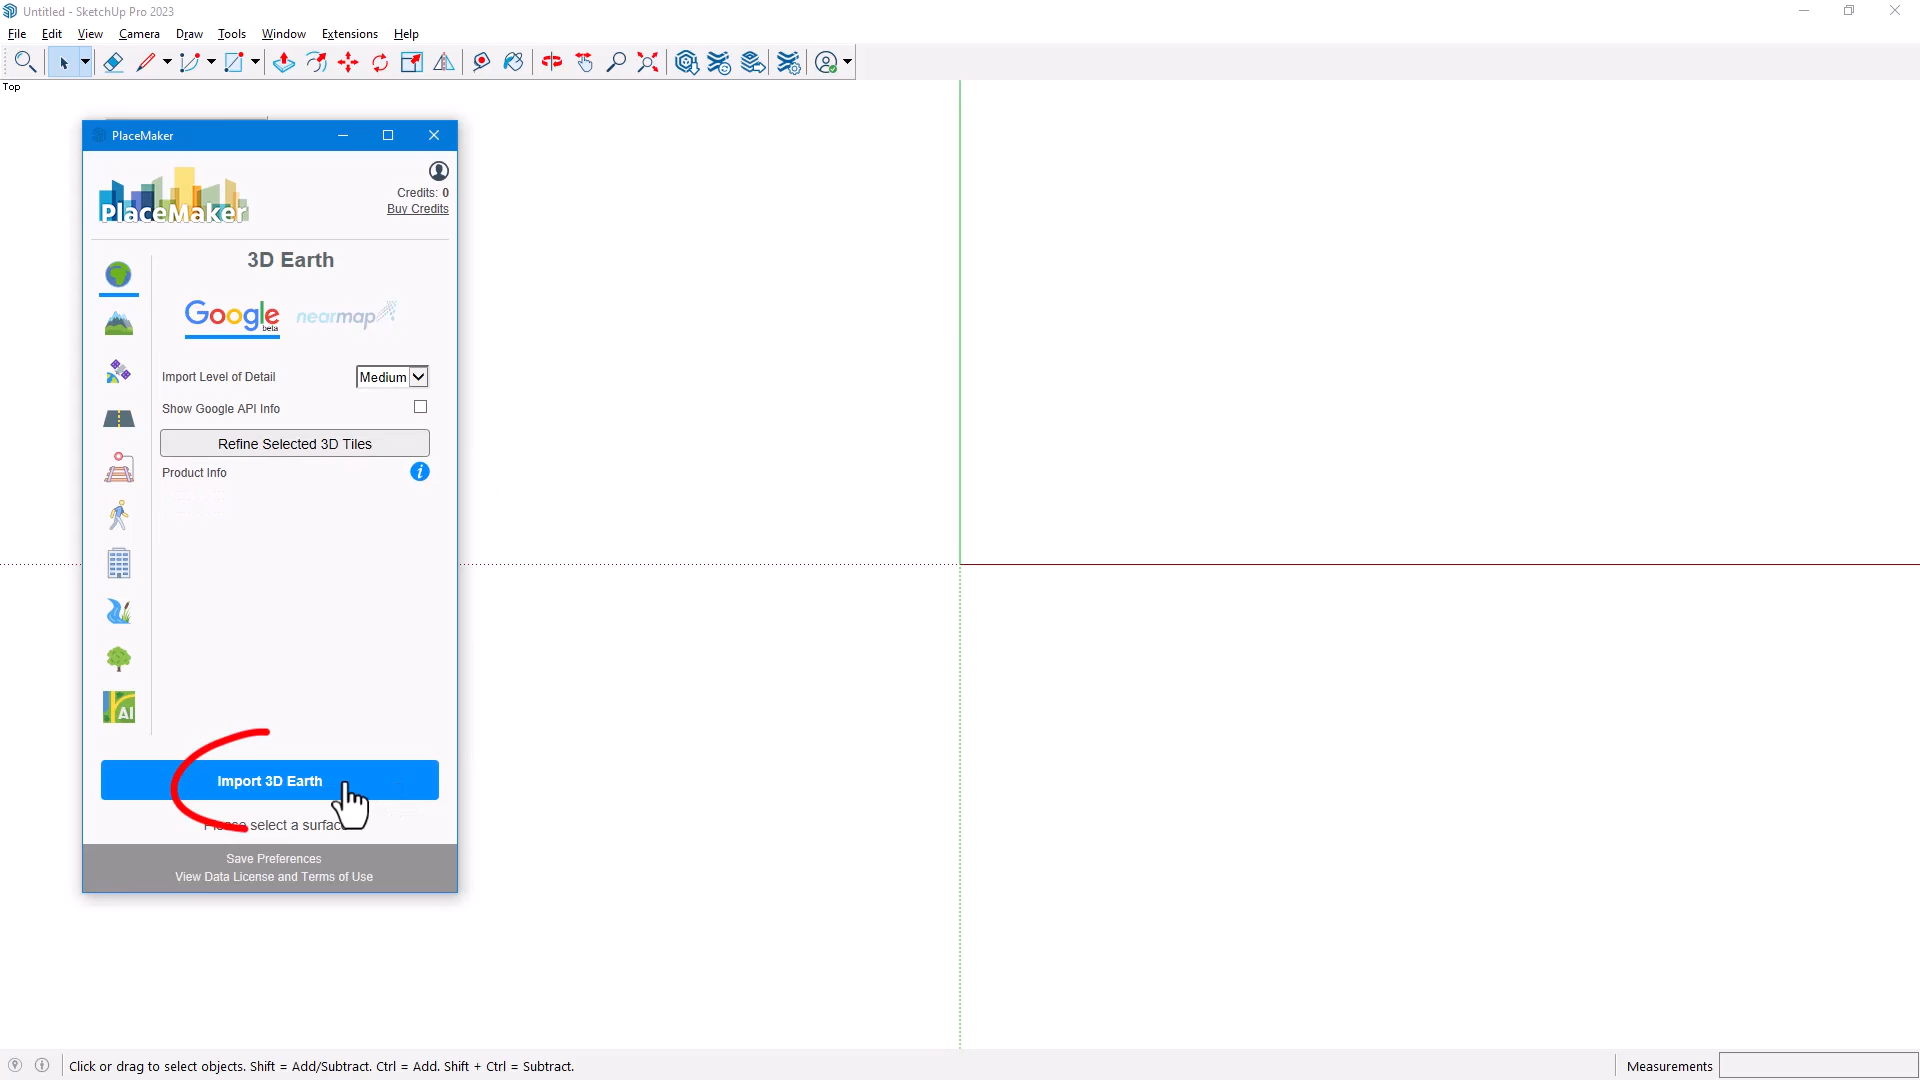 Untitled - SketchUp Pro 2023
File Edit View Camera Draw Tools Window Extensions Help
Top
PlaceMaker
PlaceMaker
Credits: 0
Buy Credits
3D Earth
Google beta nearmap
Import Level of Detail Medium
Show Google API Info
Refine Selected 3D Tiles
Product Info i
AI
Import 3D Earth
Please select a surface
Save Preferences
View Data License and Terms of Use
Click or drag to select objects. Shift = Add/Subtract. Ctrl = Add. Shift + Ctrl = Subtract.
Measurements